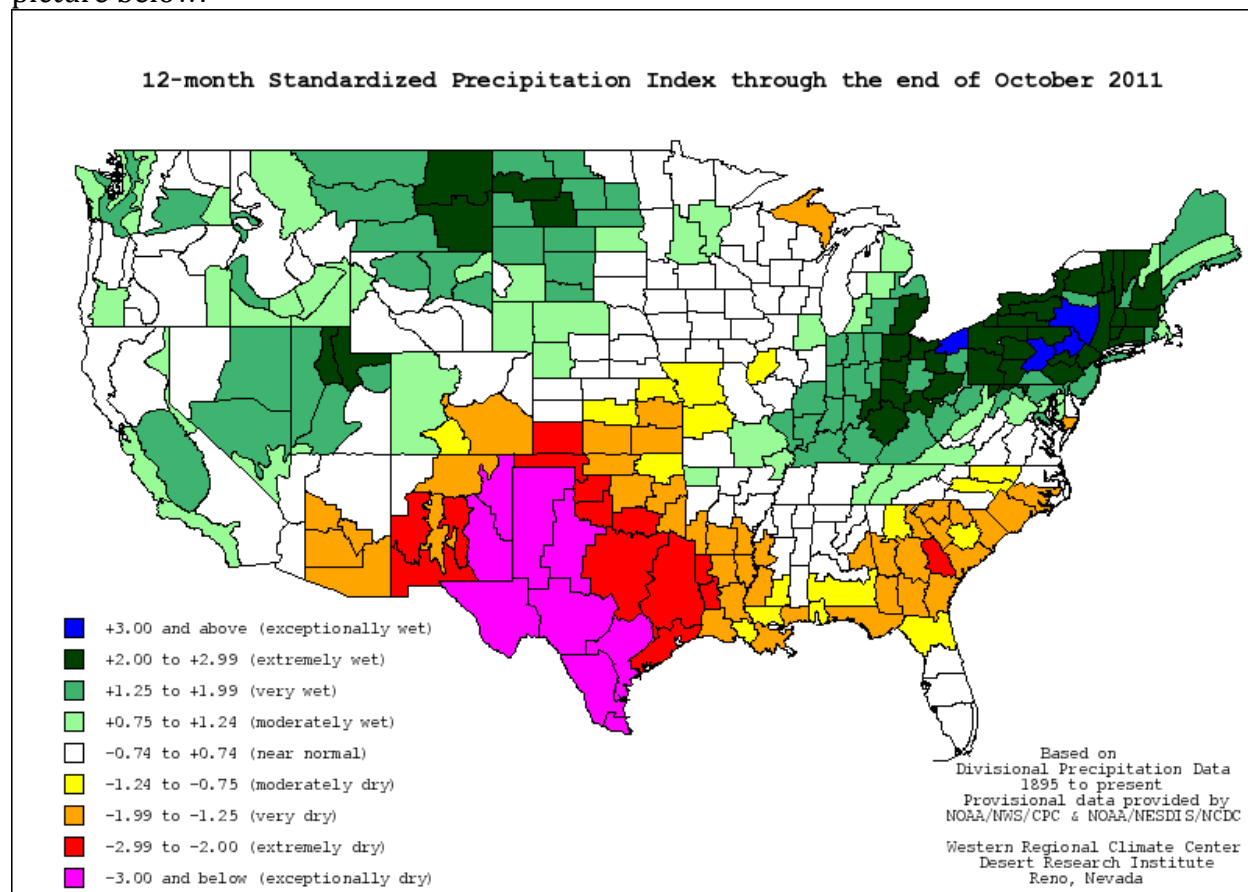 picture below.
12-month Standardized Precipitation Index through the end of October 2011
+3.00 and above (exceptionally wet)
+2.00 to +2.99 (extremely wet)
+1.25 to +1.99 (very wet)
+0.75 to +1.24 (moderately wet)
-0.74 to +0.74 (near normal)
-1.24 to -0.75 (moderately dry)
-1.99 to -1.25 (very dry)
-2.99 to -2.00 (extremely dry)
-3.00 and below (exceptionally dry)
Based on
Divisional Precipitation Data
1895 to present
Provisional data provided by
NOAA/NWS/CPC & NOAA/NESDIS/NCDC
Western Regional Climate Center
Desert Research Institute
Reno, Nevada